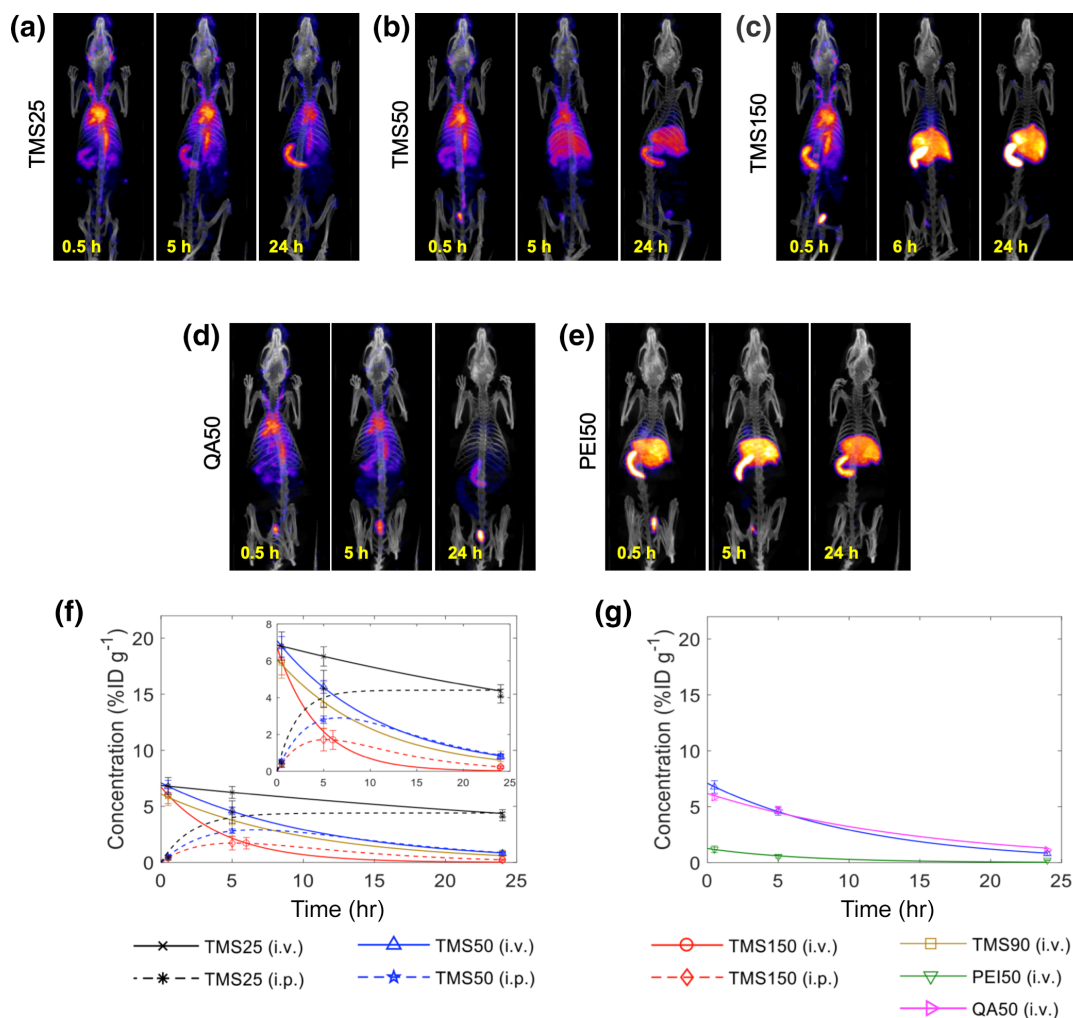 (a) (b) (c)
TMS25 TMS50 TMS150
0.5 h 5 h 24 h 0.5 h 5 h 24 h 0.5 h 6 h 24 h
(d) (e)
QA50 PEI50
0.5 h 5 h 24 h 0.5 h 5 h 24 h
(f)
Concentration (%ID g⁻¹)
20
15
10
5
0
0 5 10 15 20 25
Time (hr)
8
6
4
2
0
0 5 10 15 20 25
(g)
Concentration (%ID g⁻¹)
20
15
10
5
0
0 5 10 15 20 25
Time (hr)
TMS25 (i.v.) TMS50 (i.v.) TMS150 (i.v.) TMS90 (i.v.)
TMS25 (i.p.) TMS50 (i.p.) TMS150 (i.p.) PEI50 (i.v.)
QA50 (i.v.)